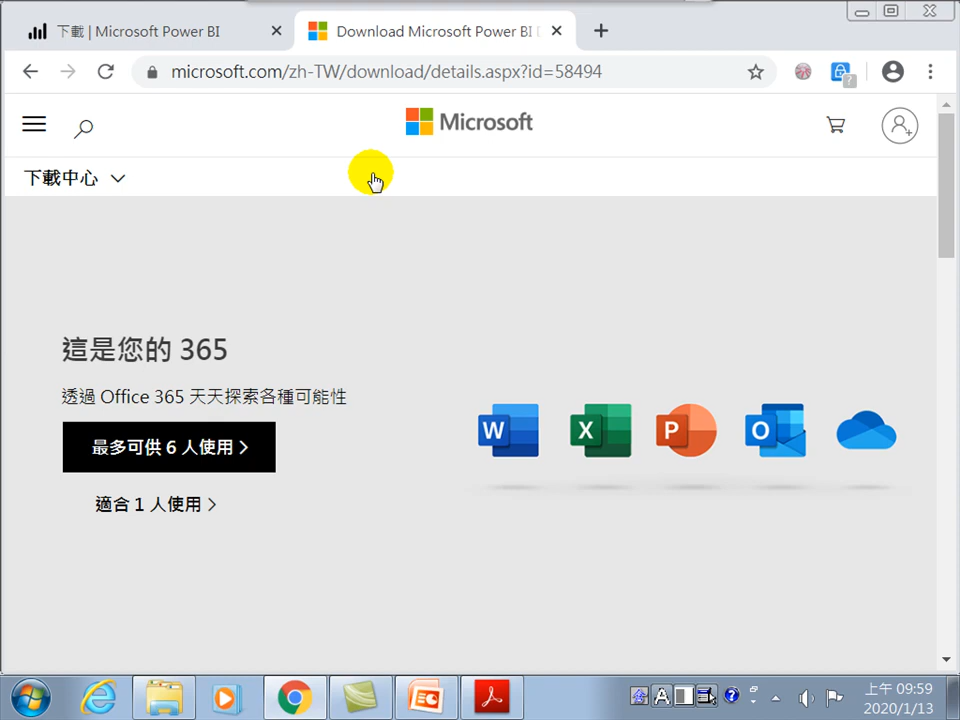 下載 | Microsoft Power BI
Download Microsoft Power BI D
microsoft.com/zh-TW/download/details.aspx?id=58494
Microsoft
下載中心
這是您的 365
透過 Office 365 天天探索各種可能性
最多可供 6 人使用 >
適合 1 人使用 >
W
X
P
O
A
上午 09:59
2020/1/13